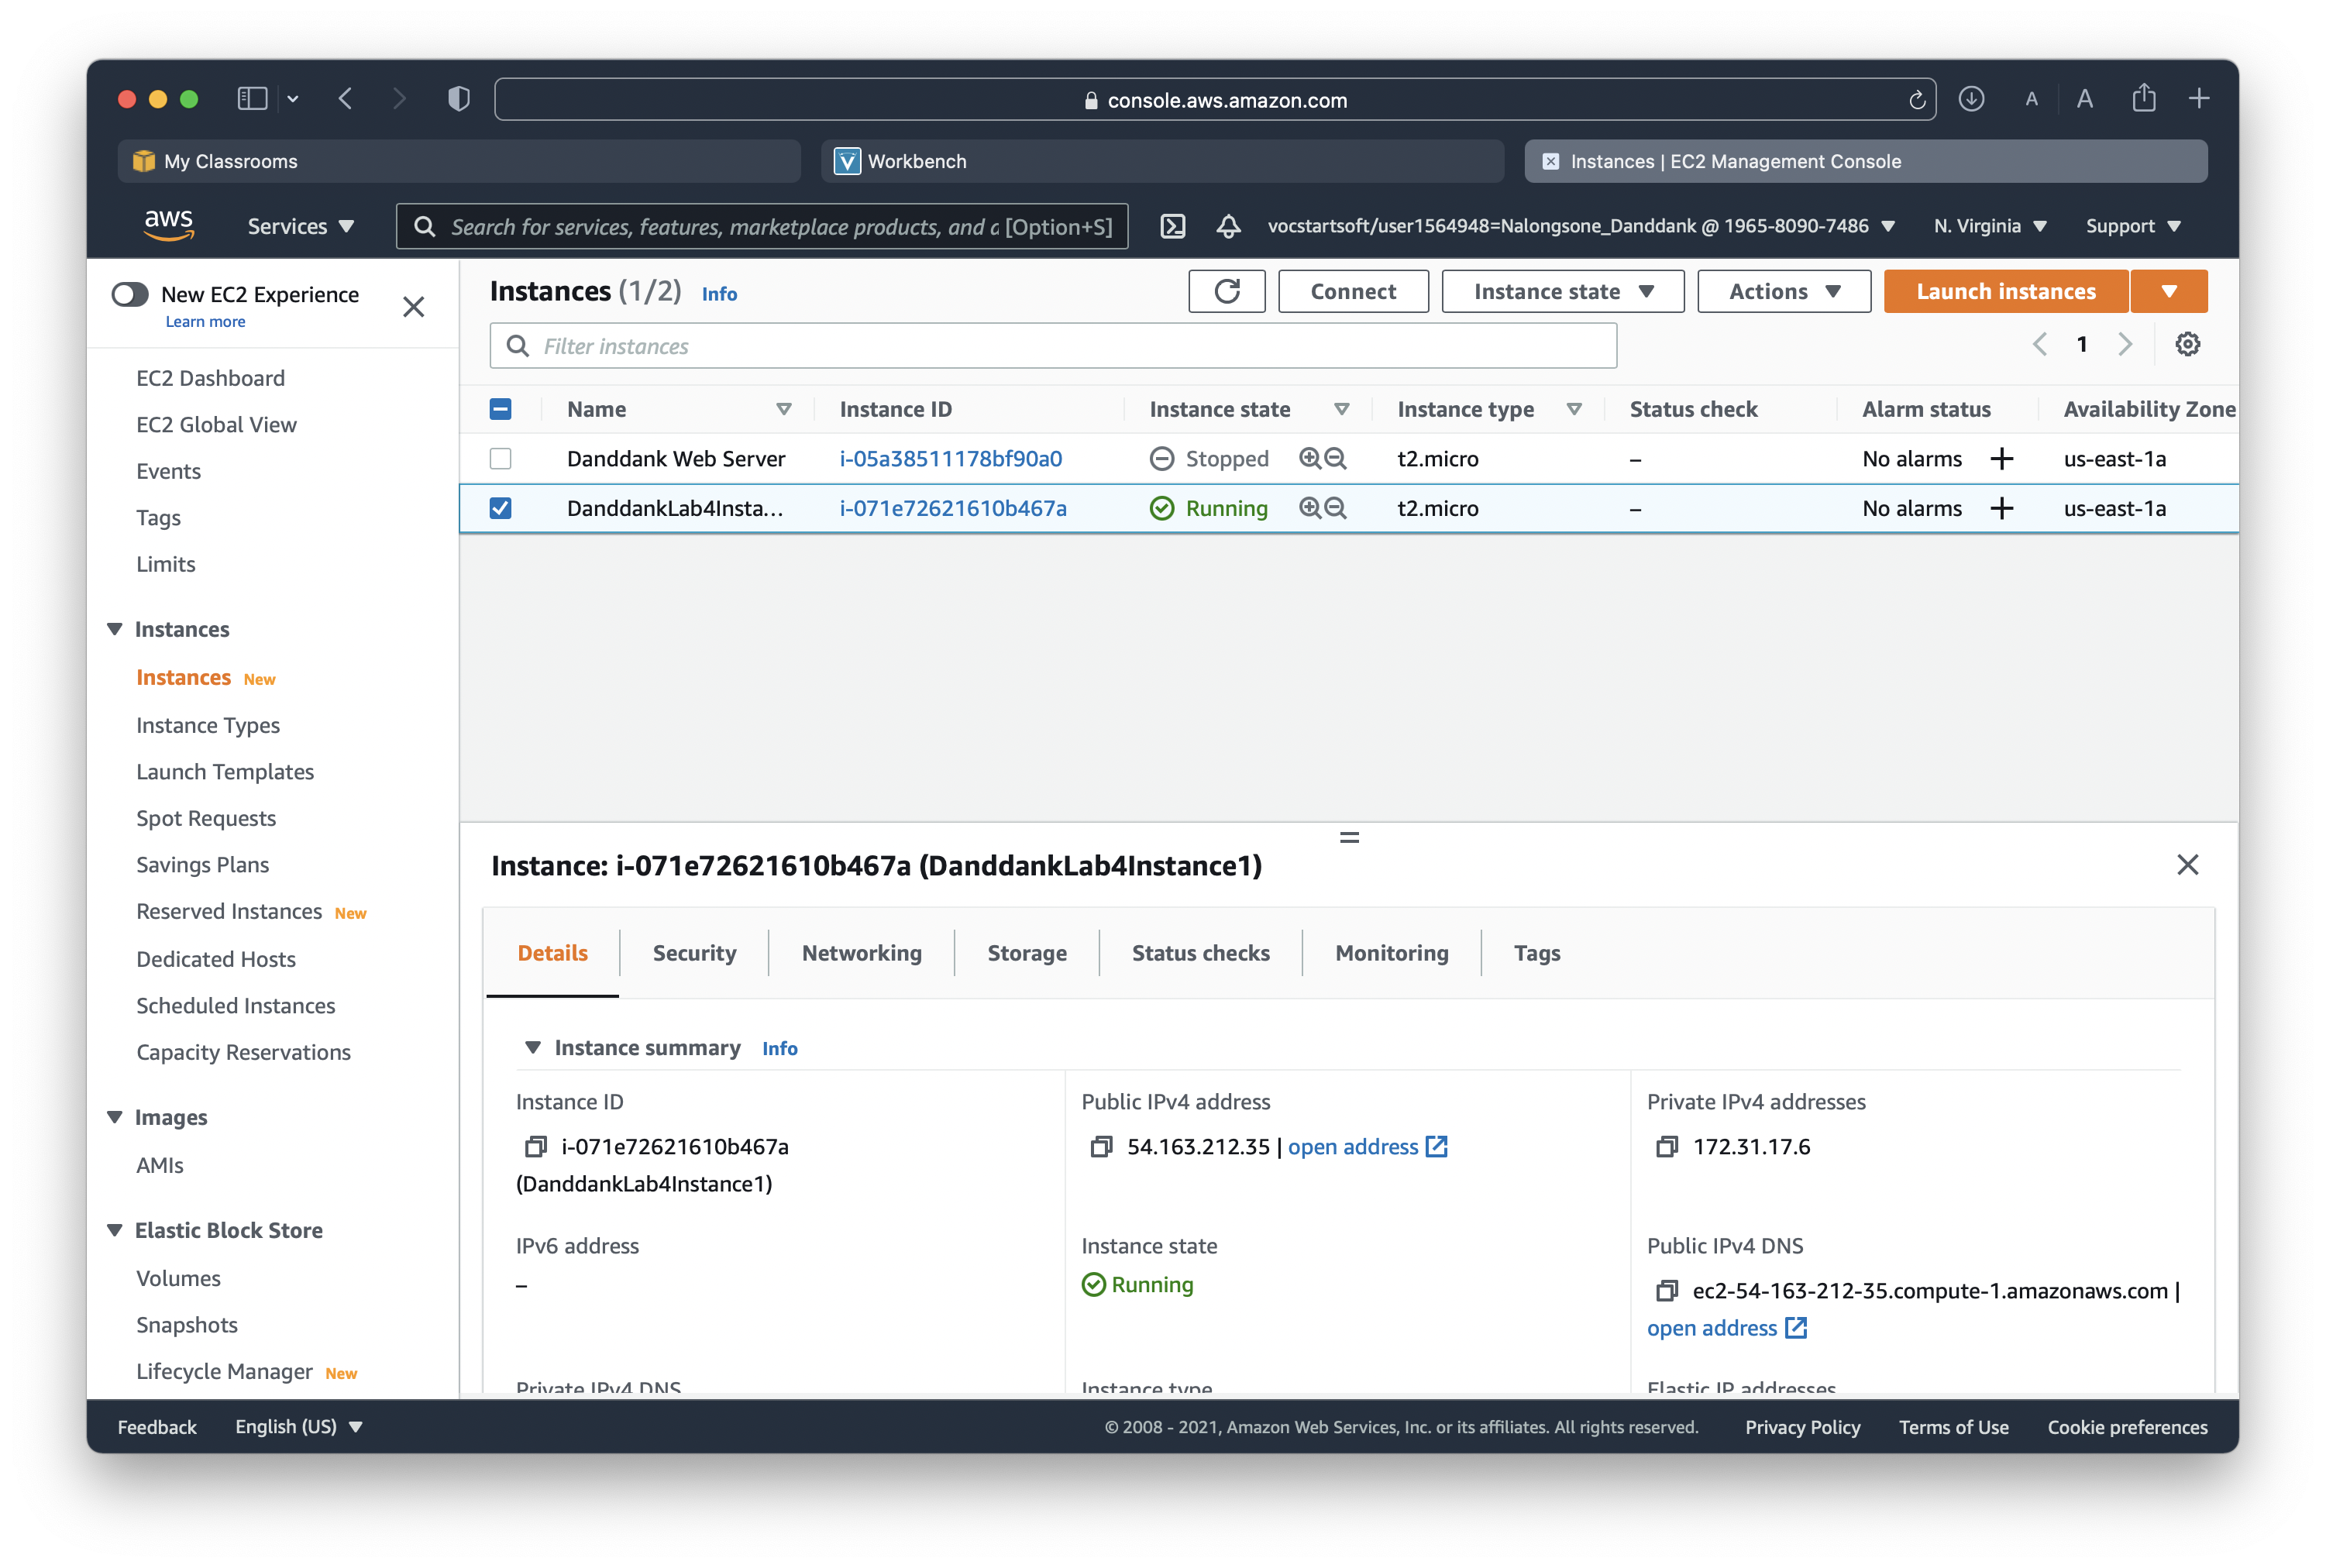 console.aws.amazon.com
A
A
My Classrooms
Workbench
Instances | EC2 Management Console
aws
Services
Search for services, features, marketplace products, and c [Option+S]
vocstartsoft/user1564948=Nalongsone_Danddank @ 1965-8090-7486
N. Virginia
Support
New EC2 Experience
Learn more
EC2 Dashboard
EC2 Global View
Events
Tags
Limits
Instances
Instances New
Instance Types
Launch Templates
Spot Requests
Savings Plans
Reserved Instances New
Dedicated Hosts
Scheduled Instances
Capacity Reservations
Images
AMIs
Elastic Block Store
Volumes
Snapshots
Lifecycle Manager New
Instances (1/2) Info
Connect
Instance state
Actions
Launch instances
Filter instances
1
Name Instance ID Instance state Instance type Status check Alarm status Availability Zone
Danddank Web Server i-05a38511178bf90a0 Stopped t2.micro – No alarms us-east-1a
DanddankLab4Insta... i-071e72621610b467a Running t2.micro – No alarms us-east-1a
Instance: i-071e72621610b467a (DanddankLab4Instance1)
Details Security Networking Storage Status checks Monitoring Tags
Instance summary Info
Instance ID
i-071e72621610b467a
(DanddankLab4Instance1)
Public IPv4 address
54.163.212.35 | open address
Private IPv4 addresses
172.31.17.6
IPv6 address
–
Instance state
Running
Public IPv4 DNS
ec2-54-163-212-35.compute-1.amazonaws.com |
open address
Private IPv4 DNS
Instance type
Elastic IP addresses
Feedback
English (US)
© 2008 - 2021, Amazon Web Services, Inc. or its affiliates. All rights reserved.
Privacy Policy
Terms of Use
Cookie preferences